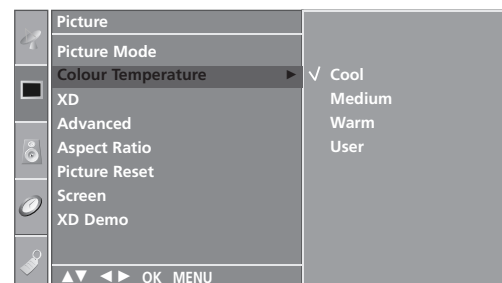 Picture
Picture Mode
Colour Temperature ► √ Cool
XD Medium
Advanced Warm
Aspect Ratio User
Picture Reset
Screen
XD Demo
▲▼ ◄► OK MENU